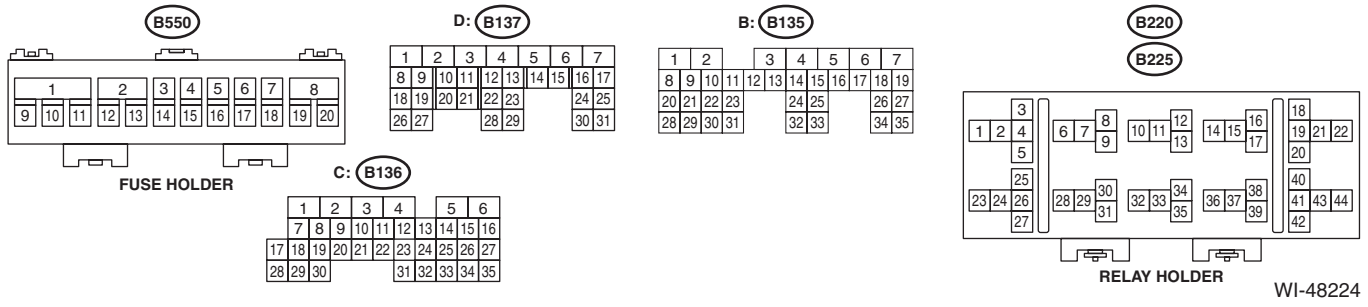 B550
1 2 3 4 5 6 7 8
9 10 11 12 13 14 15 16 17 18 19 20
FUSE HOLDER
D: B137
1 2 3 4 5 6 7
8 9 10 11 12 13 14 15 16 17
18 19 20 21 22 23 24 25
26 27 28 29 30 31
C: B136
1 2 3 4 5 6
7 8 9 10 11 12 13 14 15 16
17 18 19 20 21 22 23 24 25 26 27
28 29 30 31 32 33 34 35
B: B135
1 2 3 4 5 6 7
8 9 10 11 12 13 14 15 16 17 18 19
20 21 22 23 24 25 26 27
28 29 30 31 32 33 34 35
B220
B225
3 8 12 16 18
1 2 4 6 7 10 11 14 15 19 21 22
5 9 13 17 20
25 30 34 38 40
23 24 26 28 29 32 33 36 37 41 43 44
27 31 35 39 42
RELAY HOLDER
WI-48224